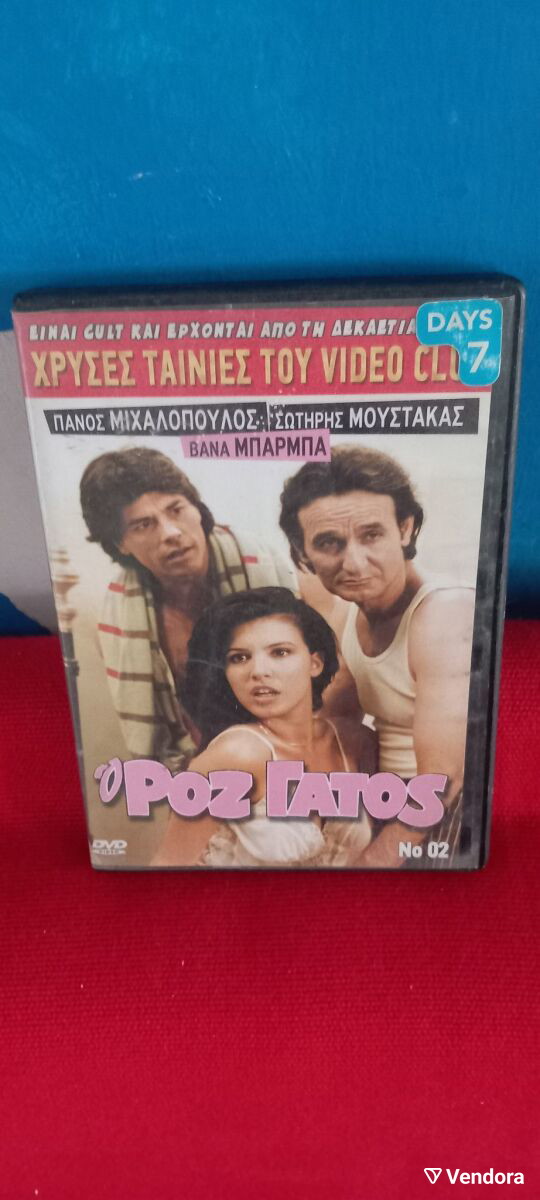 ΕΙΝΑΙ CULT ΚΑΙ ΕΡΧΟΝΤΑΙ ΑΠΟ ΤΗ ΔΕΚΑΕΤΙΑ
DAYS
7
ΧΡΥΣΕΣ ΤΑΙΝΙΕΣ ΤΟΥ VIDEO
ΠΑΝΟΣ ΜΙΧΑΛΟΠΟΥΛΟΣ ΣΩΤΗΡΗΣ ΜΟΥΣΤΑΚΑΣ
ΒΑΝΑ ΜΠΑΡΜΠΑ
Ο ΡΟΖ ΓΑΤΟΣ
DVD
VIDEO
No 02
Vendora